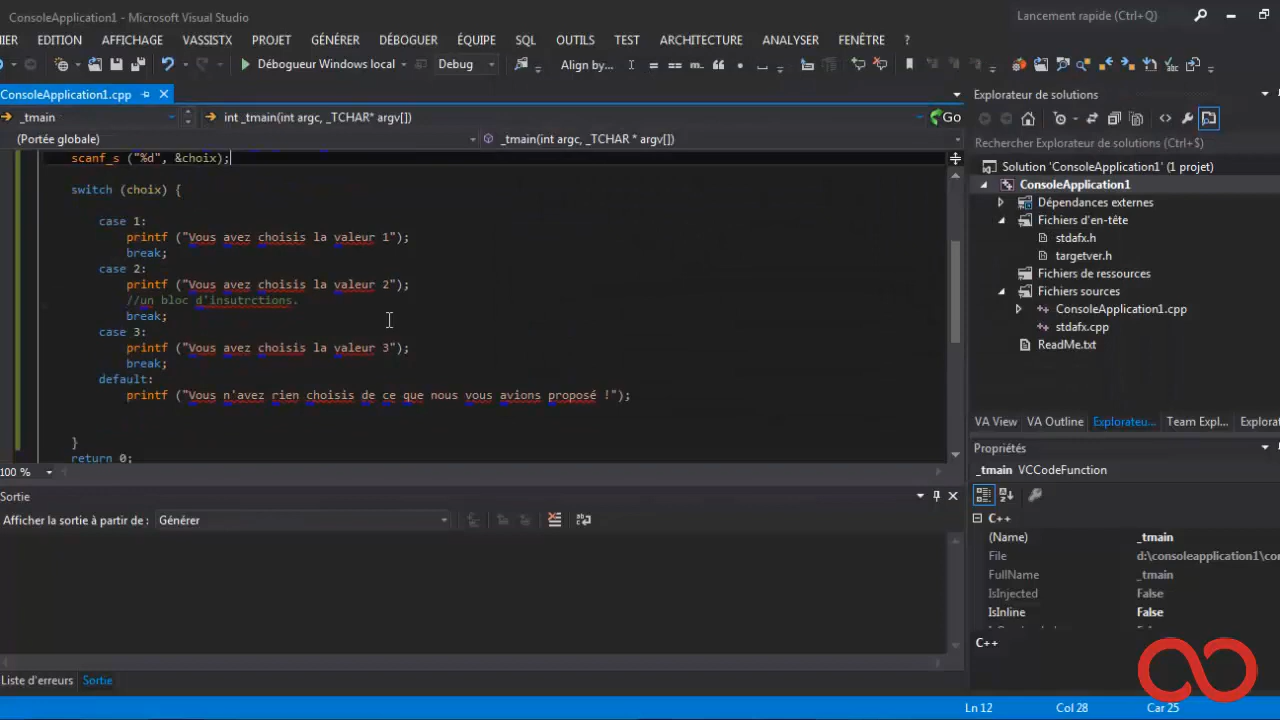 ConsoleApplication1 - Microsoft Visual Studio
Lancement rapide (Ctrl+Q)
IER EDITION AFFICHAGE VASSISTX PROJET GÉNÉRER DÉBOGUER ÉQUIPE SQL OUTILS TEST ARCHITECTURE ANALYSER FENÊTRE ?
Débogueur Windows local Debug Align by...
ConsoleApplication1.cpp
_tmain
int _tmain(int argc, _TCHAR* argv[])
Go
(Portée globale)
_tmain(int argc, _TCHAR * argv[])
scanf_s ("%d", &choix);
switch (choix) {
case 1:
printf ("Vous avez choisis la valeur 1");
break;
case 2:
printf ("Vous avez choisis la valeur 2");
//un bloc d'insutrctions.
break;
case 3:
printf ("Vous avez choisis la valeur 3");
break;
default:
printf ("Vous n'avez rien choisis de ce que nous vous avions proposé !");
}
return 0;
100 %
Sortie
Afficher la sortie à partir de : Générer
Liste d'erreurs Sortie
Explorateur de solutions
Rechercher Explorateur de solutions (Ctrl+$)
Solution 'ConsoleApplication1' (1 projet)
ConsoleApplication1
Dépendances externes
Fichiers d'en-tête
stdafx.h
targetver.h
Fichiers de ressources
Fichiers sources
ConsoleApplication1.cpp
stdafx.cpp
ReadMe.txt
VA View VA Outline Explorateu... Team Expl... Explorat
Propriétés
_tmain VCCodeFunction
C++
(Name) _tmain
File d:\consoleapplication1\co
FullName _tmain
IsInjected False
IsInline False
C++
Ln 12 Col 28 Car 25